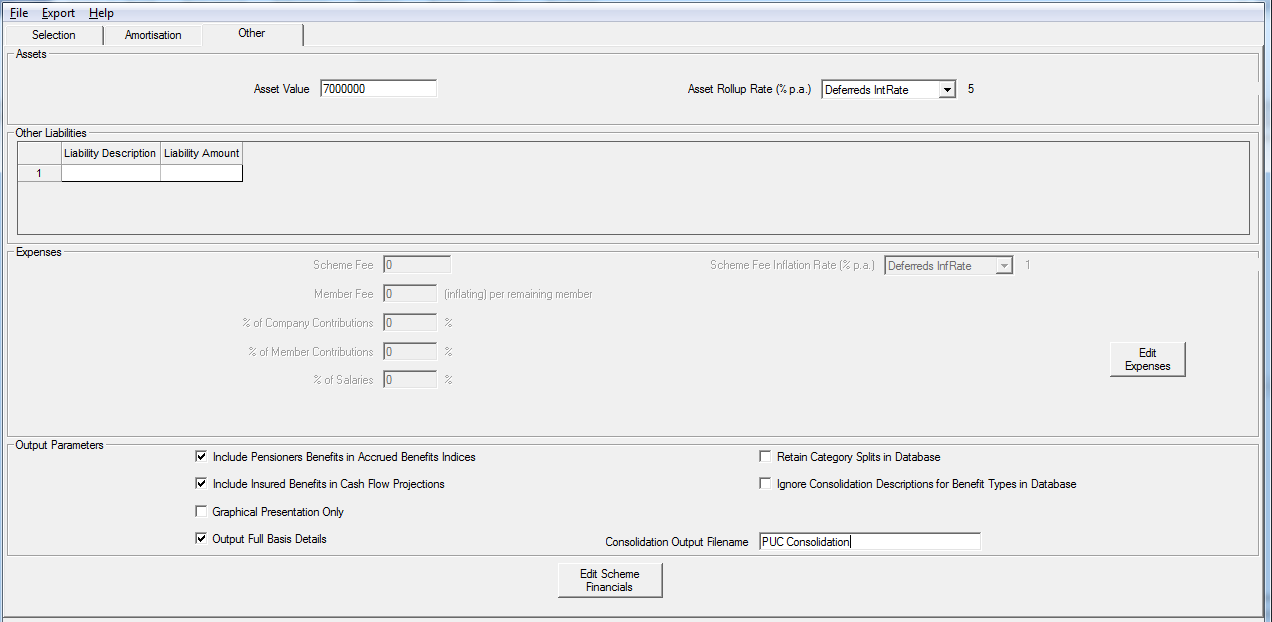 File Export Help
Selection Amortisation Other
Assets
Asset Value 7000000 Asset Rollup Rate (% p.a.) Deferreds IntRate 5
Other Liabilities
Liability Description Liability Amount
1
Expenses
Scheme Fee 0 Scheme Fee Inflation Rate (% p.a.) Deferreds InfRate 1
Member Fee 0 (inflating) per remaining member
% of Company Contributions 0 %
% of Member Contributions 0 %
Edit
Expenses
% of Salaries 0 %
Output Parameters
Include Pensioners Benefits in Accrued Benefits Indices Retain Category Splits in Database
Include Insured Benefits in Cash Flow Projections Ignore Consolidation Descriptions for Benefit Types in Database
Graphical Presentation Only
Output Full Basis Details Consolidation Output Filename PUC Consolidation
Edit Scheme
Financials